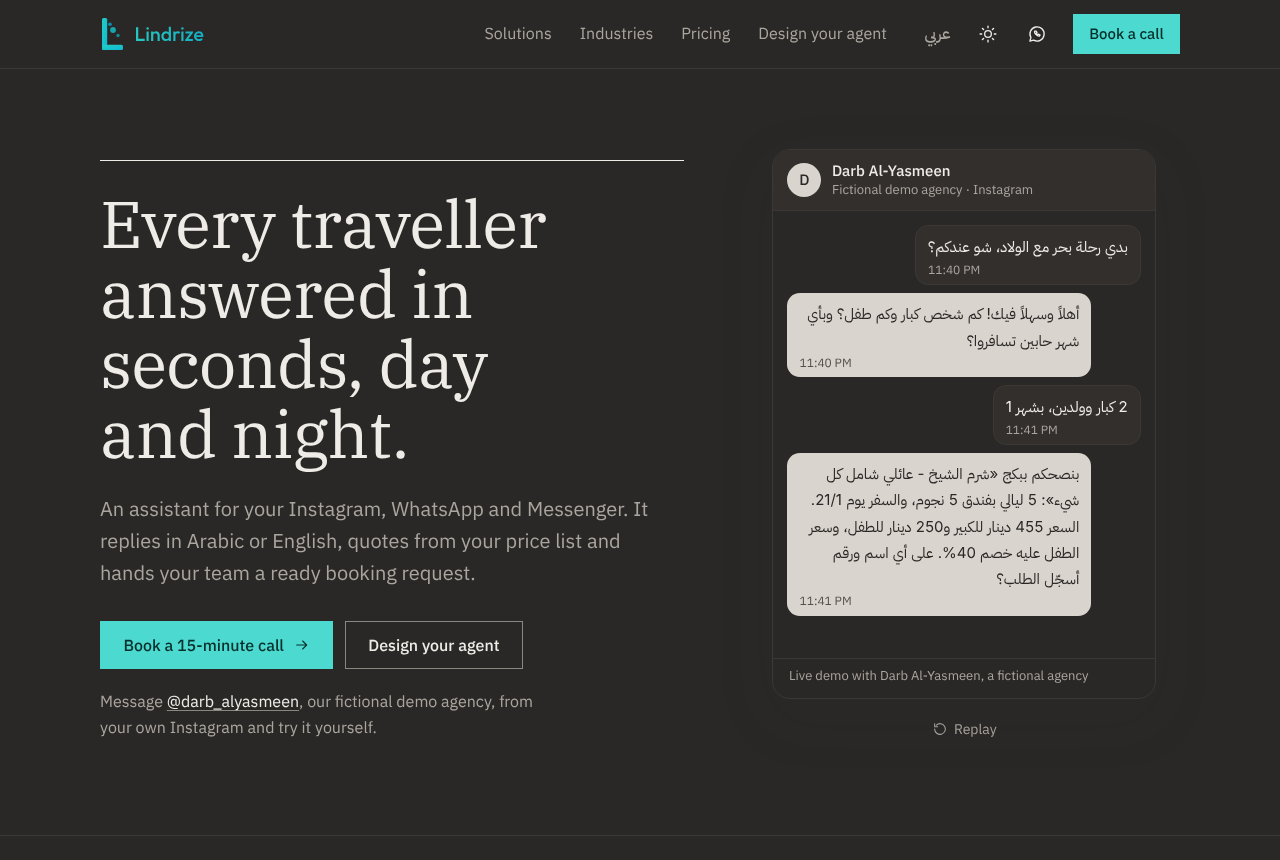 Lindrize
Solutions
Industries
Pricing
Design your agent
عربي
Book a call
Every traveller
answered in
seconds, day
and night.
An assistant for your Instagram, WhatsApp and Messenger. It
replies in Arabic or English, quotes from your price list and
hands your team a ready booking request.
Book a 15-minute call →
Design your agent
Message @darb_alyasmeen, our fictional demo agency, from
your own Instagram and try it yourself.
D
Darb Al-Yasmeen
Fictional demo agency · Instagram
بدي رحلة بحر مع الولاد، شو عندكم؟
11:40 PM
أهلاً وسهلاً فيك! كم شخص كبار وكم طفل؟ وبأي
شهر حابين تسافروا؟
11:40 PM
2 كبار وولدين، بشهر 1
11:41 PM
بنصحكم ببكج «شرم الشيخ - عائلي شامل كل
شيء»: 5 ليالي بفندق 5 نجوم، والسفر يوم 21/1.
السعر 455 دينار للكبير و250 دينار للطفل، وسعر
الطفل عليه خصم 40%. على أي اسم ورقم
أسجّل الطلب؟
11:41 PM
Live demo with Darb Al-Yasmeen, a fictional agency
Replay